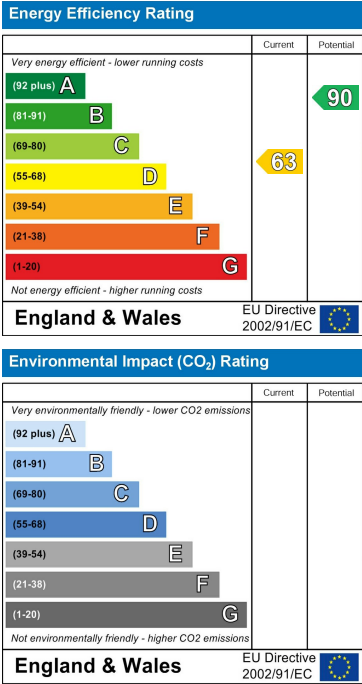 Energy Efficiency Rating
Current Potential
Very energy efficient - lower running costs
(92 plus) A
(81-91) B
(69-80) C
(55-68) D
(39-54) E
(21-38) F
(1-20) G
63
90
Not energy efficient - higher running costs
England & Wales
EU Directive
2002/91/EC
Environmental Impact (CO₂) Rating
Current Potential
Very environmentally friendly - lower CO2 emissions
(92 plus) A
(81-91) B
(69-80) C
(55-68) D
(39-54) E
(21-38) F
(1-20) G
Not environmentally friendly - higher CO2 emissions
England & Wales
EU Directive
2002/91/EC